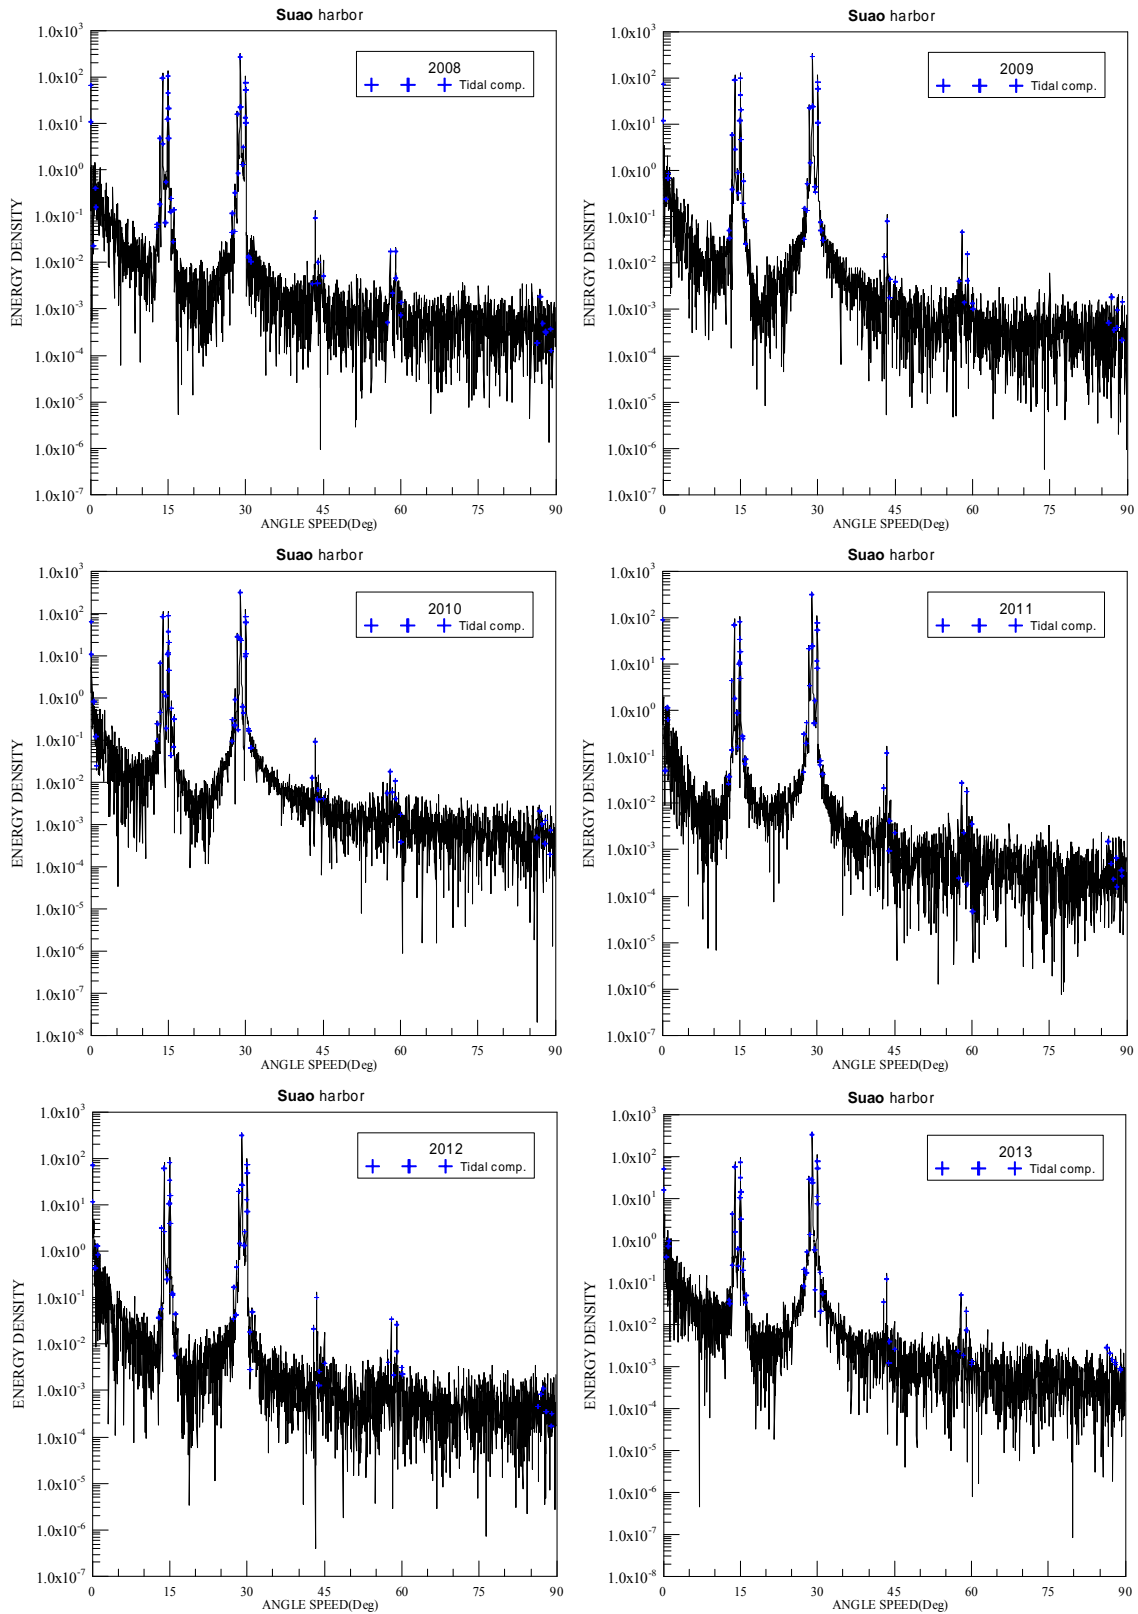 Suao harbor
1.0x10³
1.0x10²
1.0x10¹
1.0x10⁰
1.0x10⁻¹
1.0x10⁻²
1.0x10⁻³
1.0x10⁻⁴
1.0x10⁻⁵
1.0x10⁻⁶
1.0x10⁻⁷
ENERGY DENSITY
2008
Tidal comp.
0 15 30 45 60 75 90
ANGLE SPEED(Deg)
Suao harbor
1.0x10³
1.0x10²
1.0x10¹
1.0x10⁰
1.0x10⁻¹
1.0x10⁻²
1.0x10⁻³
1.0x10⁻⁴
1.0x10⁻⁵
1.0x10⁻⁶
1.0x10⁻⁷
ENERGY DENSITY
2009
Tidal comp.
0 15 30 45 60 75 90
ANGLE SPEED(Deg)
Suao harbor
1.0x10³
1.0x10²
1.0x10¹
1.0x10⁰
1.0x10⁻¹
1.0x10⁻²
1.0x10⁻³
1.0x10⁻⁴
1.0x10⁻⁵
1.0x10⁻⁶
1.0x10⁻⁷
1.0x10⁻⁸
ENERGY DENSITY
2010
Tidal comp.
0 15 30 45 60 75 90
ANGLE SPEED(Deg)
Suao harbor
1.0x10³
1.0x10²
1.0x10¹
1.0x10⁰
1.0x10⁻¹
1.0x10⁻²
1.0x10⁻³
1.0x10⁻⁴
1.0x10⁻⁵
1.0x10⁻⁶
1.0x10⁻⁷
ENERGY DENSITY
2011
Tidal comp.
0 15 30 45 60 75 90
ANGLE SPEED(Deg)
Suao harbor
1.0x10³
1.0x10²
1.0x10¹
1.0x10⁰
1.0x10⁻¹
1.0x10⁻²
1.0x10⁻³
1.0x10⁻⁴
1.0x10⁻⁵
1.0x10⁻⁶
1.0x10⁻⁷
ENERGY DENSITY
2012
Tidal comp.
0 15 30 45 60 75 90
ANGLE SPEED(Deg)
Suao harbor
1.0x10³
1.0x10²
1.0x10¹
1.0x10⁰
1.0x10⁻¹
1.0x10⁻²
1.0x10⁻³
1.0x10⁻⁴
1.0x10⁻⁵
1.0x10⁻⁶
1.0x10⁻⁷
1.0x10⁻⁸
ENERGY DENSITY
2013
Tidal comp.
0 15 30 45 60 75 90
ANGLE SPEED(Deg)